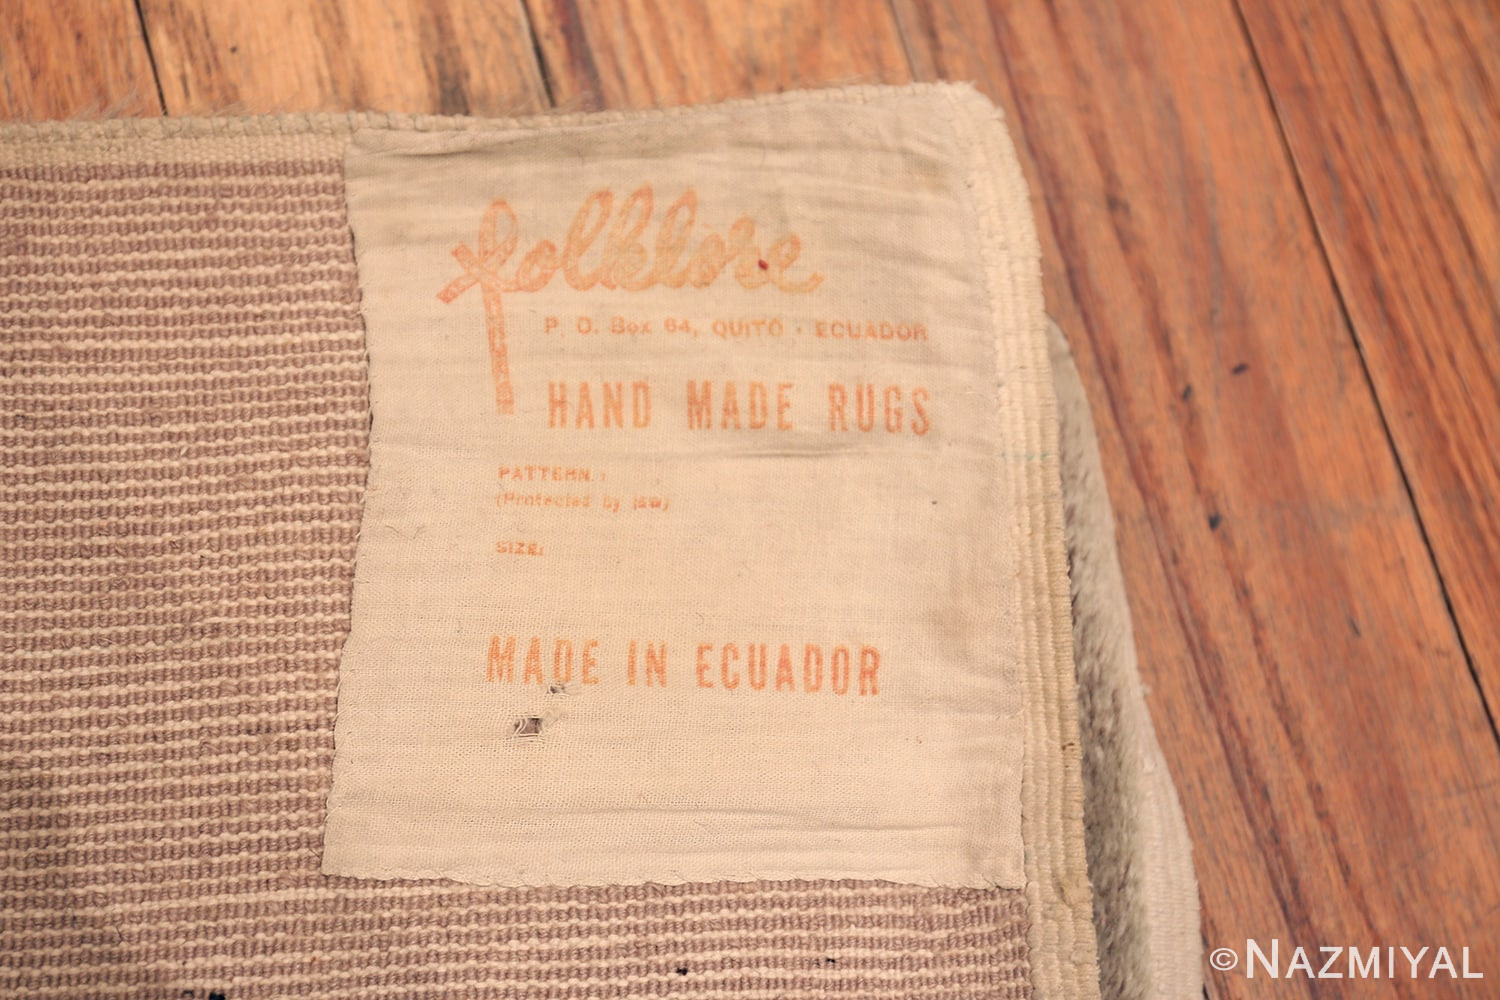 folklore
P. O. Box 64, QUITO · ECUADOR
HAND MADE RUGS
PATTERN :
(Protected by law)
SIZE:
MADE IN ECUADOR
©NAZMIYAL